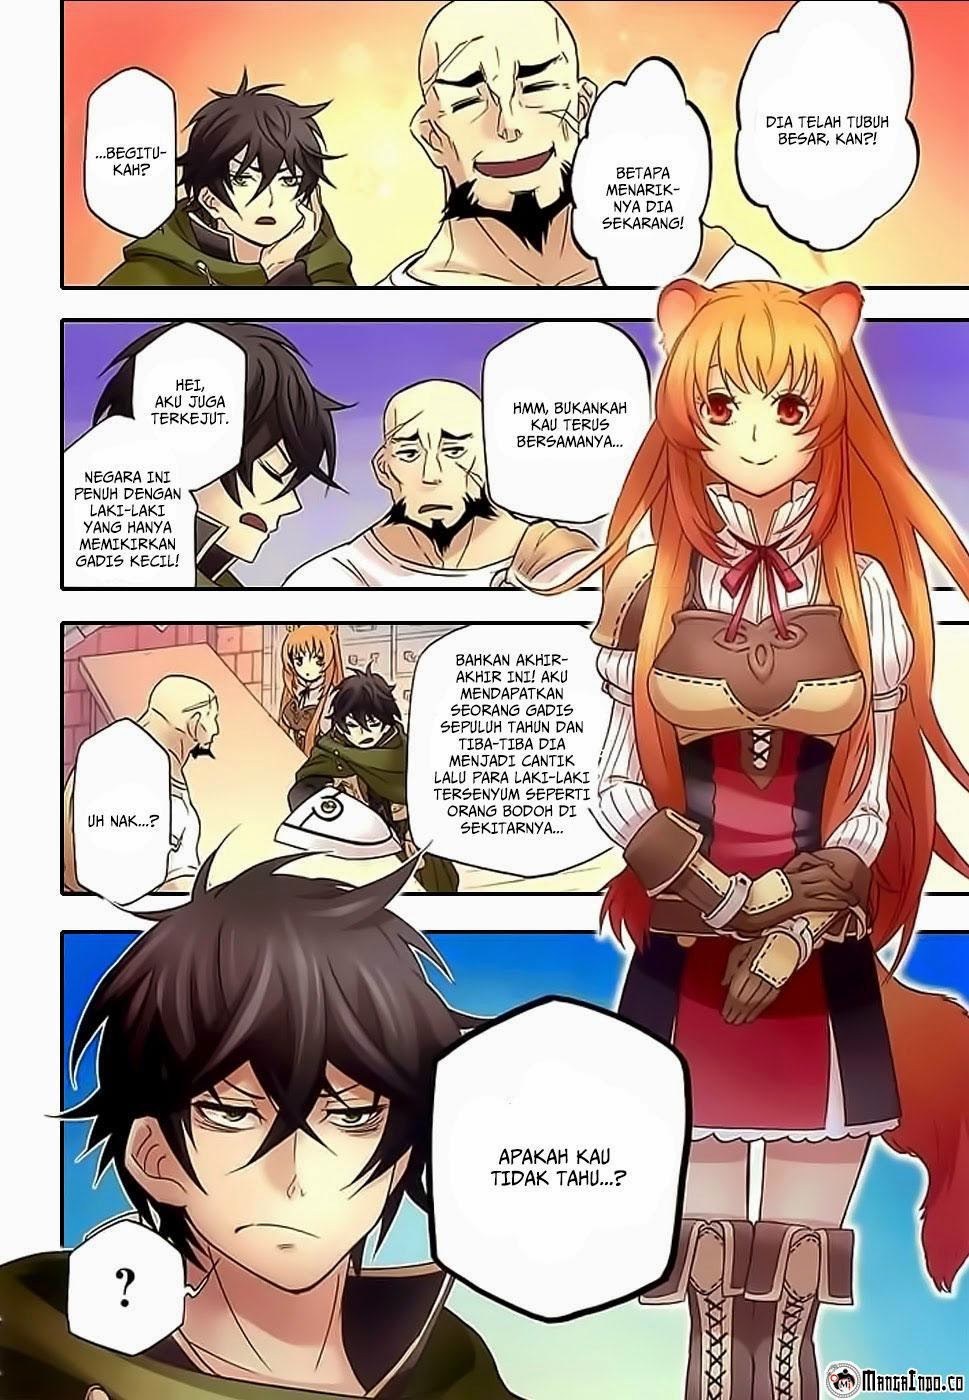 DIA TELAH TUBUH
BESAR, KAN?!
BETAPA
MENARIK-
NYA DIA
SEKARANG!
...BEGITU-
KAH?
HMM, BUKANKAH
KAU TERUS
BERSAMANYA...
HEI,
AKU JUGA
TERKEJUT.
NEGARA INI
PENUH DENGAN
LAKI-LAKI
YANG HANYA
MEMIKIRKAN
GADIS KECIL!
BAHKAN AKHIR-
AKHIR INI! AKU
MENDAPATKAN
SEORANG GADIS
SEPULUH TAHUN DAN
TIBA-TIBA DIA
MENJADI CANTIK
LALU PARA LAKI-LAKI
TERSENYUM SEPERTI
ORANG BODOH DI
SEKITARNYA...
UH NAK...?
APAKAH KAU
TIDAK TAHU...?
?
MANGAINDO.CO